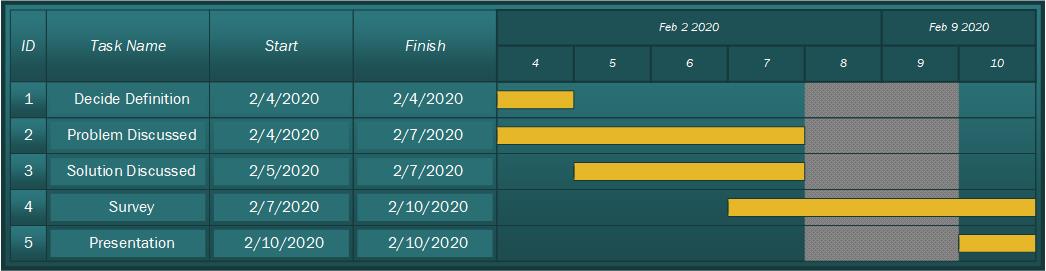 ID Task Name Start Finish Feb 2 2020 Feb 9 2020
4 5 6 7 8 9 10
1 Decide Definition 2/4/2020 2/4/2020
2 Problem Discussed 2/4/2020 2/7/2020
3 Solution Discussed 2/5/2020 2/7/2020
4 Survey 2/7/2020 2/10/2020
5 Presentation 2/10/2020 2/10/2020